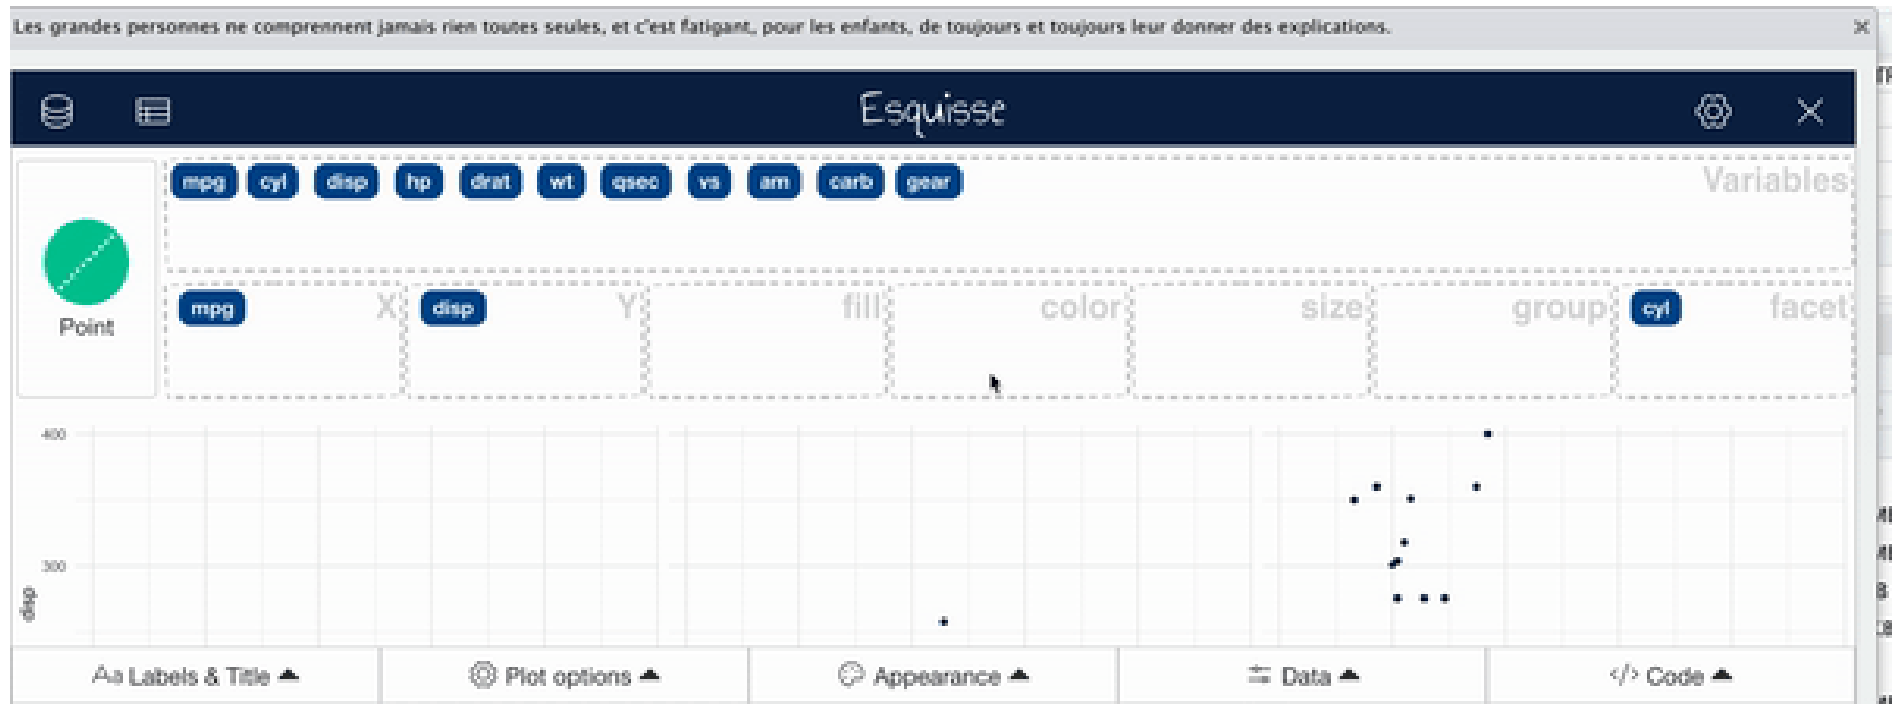 Les grandes personnes ne comprennent jamais rien toutes seules, et c'est fatigant, pour les enfants, de toujours et toujours leur donner des explications.
Esquisse
mpg cyl disp hp drat wt qsec vs am carb gear Variables
Point
mpg X disp Y fill color size group cyl facet
400
300
disp
Aa Labels & Title Plot options Appearance Data </> Code